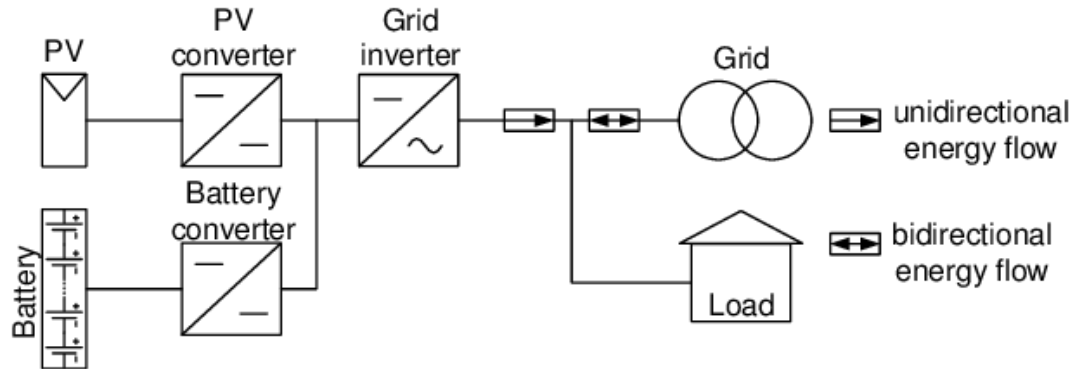 PV
PV
converter
Grid
inverter
Grid
unidirectional
energy flow
Battery
Battery
converter
bidirectional
energy flow
Load